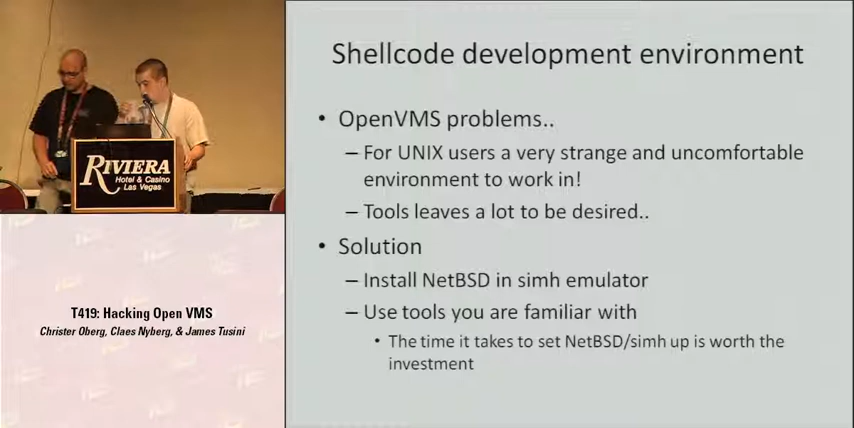 RIVIERA
Hotel & Casino
Las Vegas
T419: Hacking Open VMS
Christer Oberg, Claes Nyberg, & James Tusini
Shellcode development environment
• OpenVMS problems..
– For UNIX users a very strange and uncomfortable
environment to work in!
– Tools leaves a lot to be desired..
• Solution
– Install NetBSD in simh emulator
– Use tools you are familiar with
• The time it takes to set NetBSD/simh up is worth the
investment